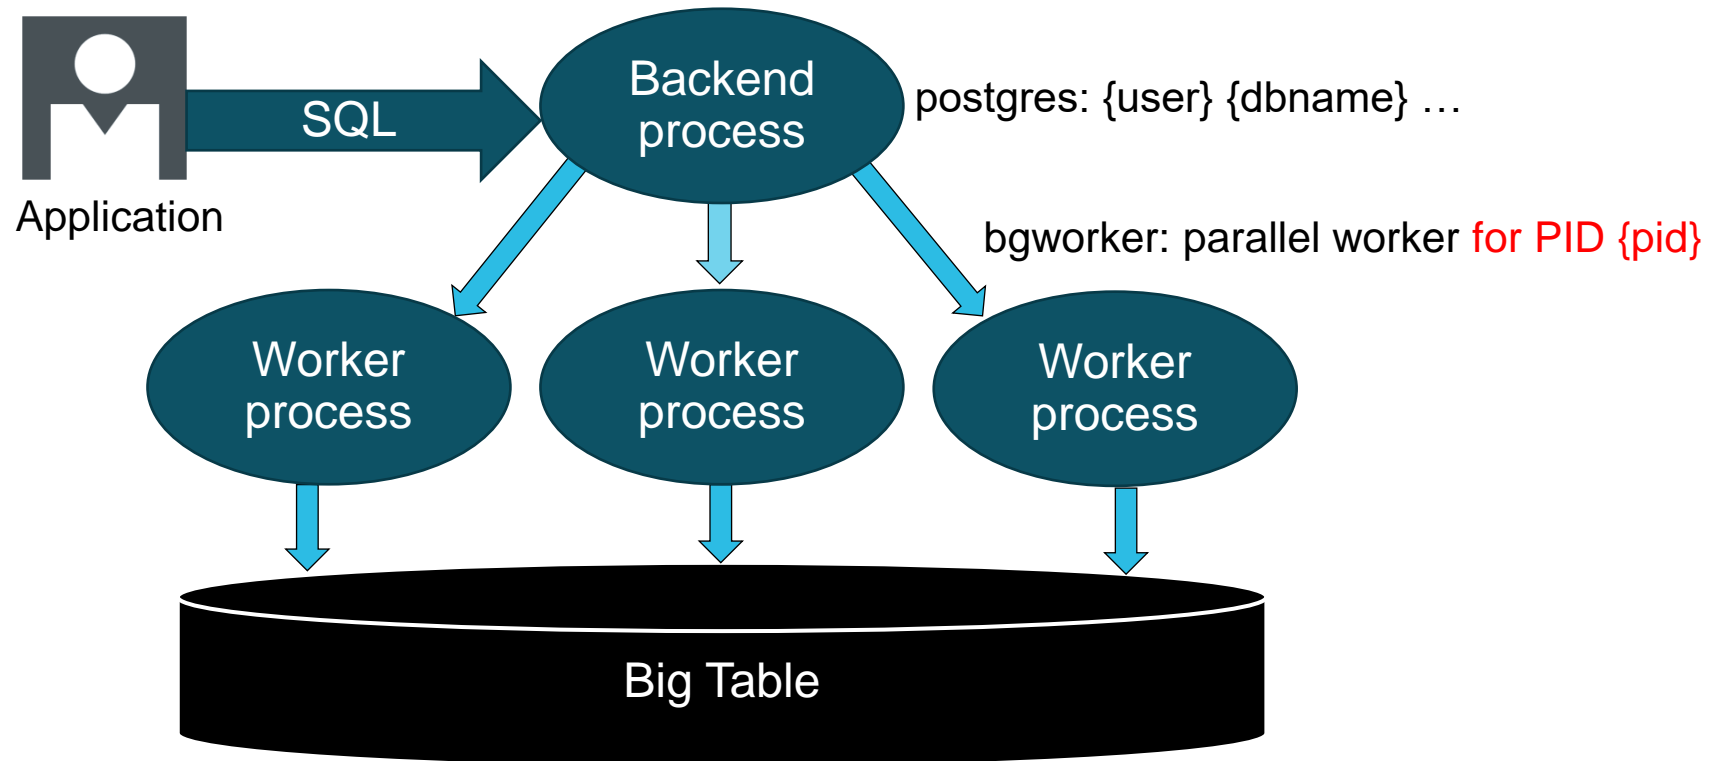 SQL
Backend
process
postgres: {user} {dbname} …
Application
bgworker: parallel worker for PID {pid}
Worker
process
Worker
process
Worker
process
Big Table